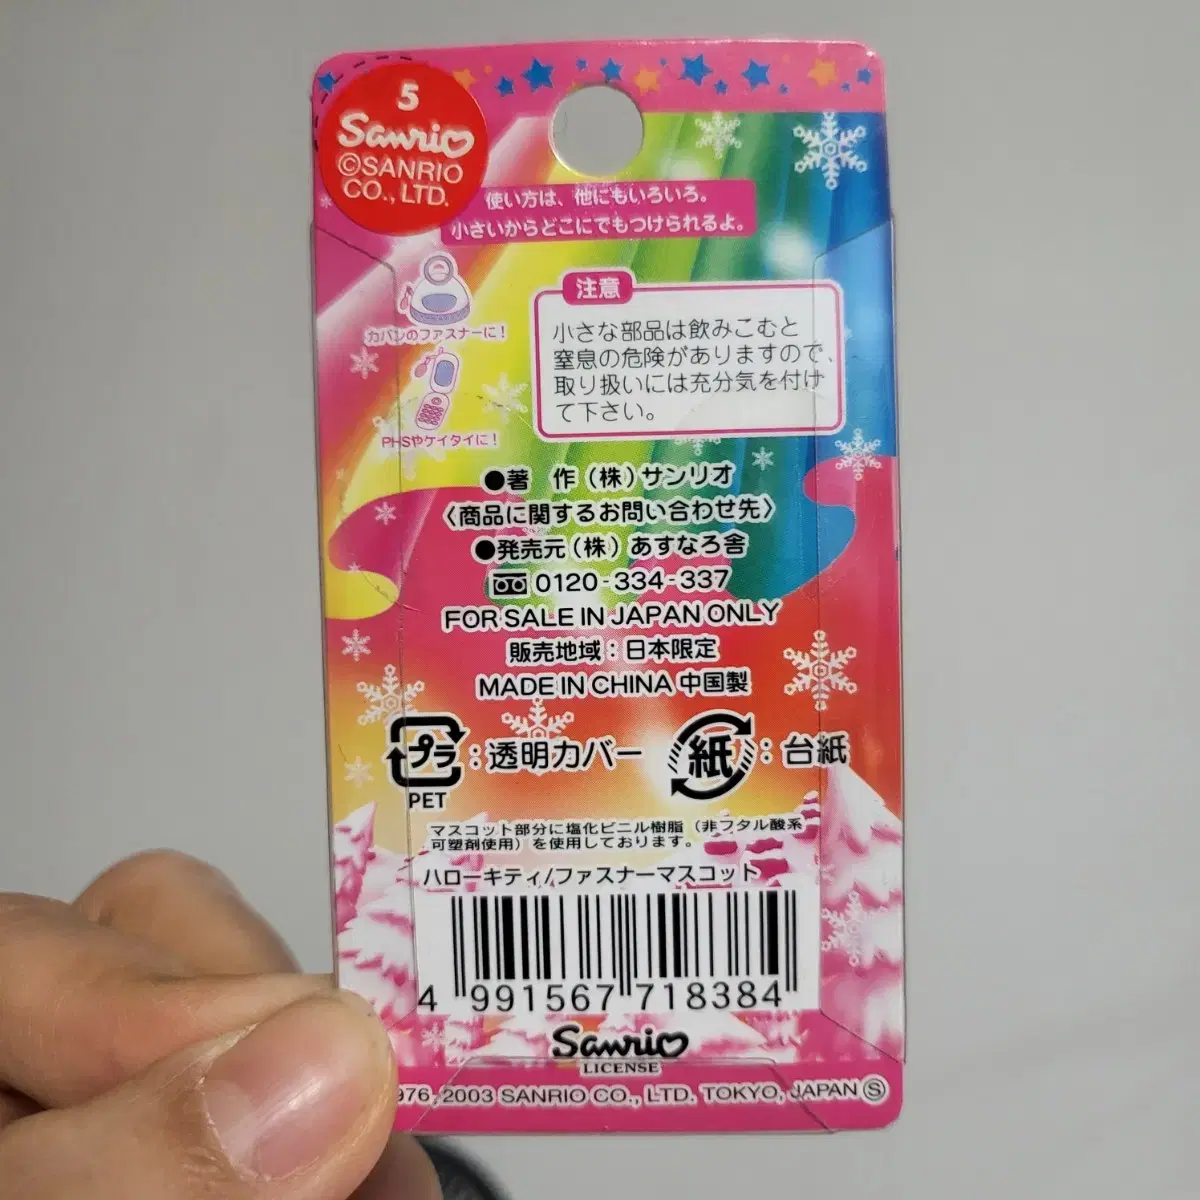 5
Sanrio
©SANRIO
CO., LTD.
使い方は、他にもいろいろ。
小さいからどこにでもつけられるよ。
カバンのファスナーに!
PHSやケイタイに!
注意
小さな部品は飲みこむと
窒息の危険がありますので、
取り扱いには充分気を付け
て下さい。
●著 作(株)サンリオ
〈商品に関するお問い合わせ先〉
●発売元(株)あすなろ舎
0120-334-337
FOR SALE IN JAPAN ONLY
販売地域:日本限定
MADE IN CHINA 中国製
プラ:透明カバー
PET
紙:台紙
マスコット部分に塩化ビニル樹脂(非フタル酸系
可塑剤使用)を使用しております。
ハローキティ/ファスナーマスコット
4 991567 718384
Sanrio
LICENSE
976, 2003 SANRIO CO., LTD. TOKYO, JAPAN Ⓢ